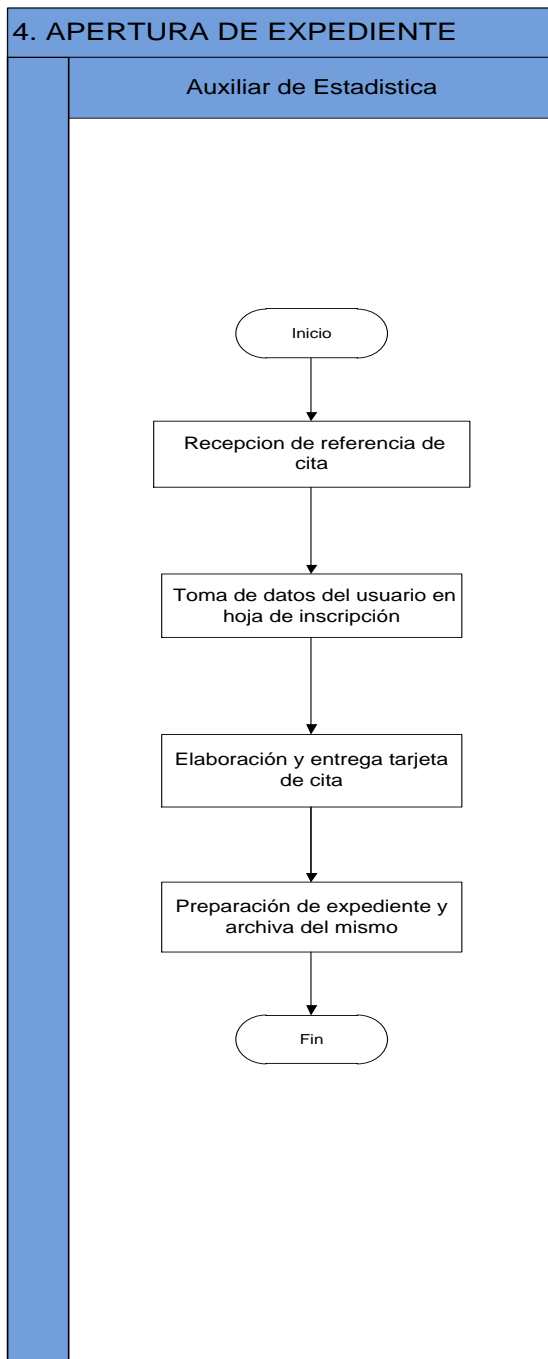 4. APERTURA DE EXPEDIENTE
Auxiliar de Estadistica
Inicio
Recepcion de referencia de
cita
Toma de datos del usuario en
hoja de inscripción
Elaboración y entrega tarjeta
de cita
Preparación de expediente y
archiva del mismo
Fin